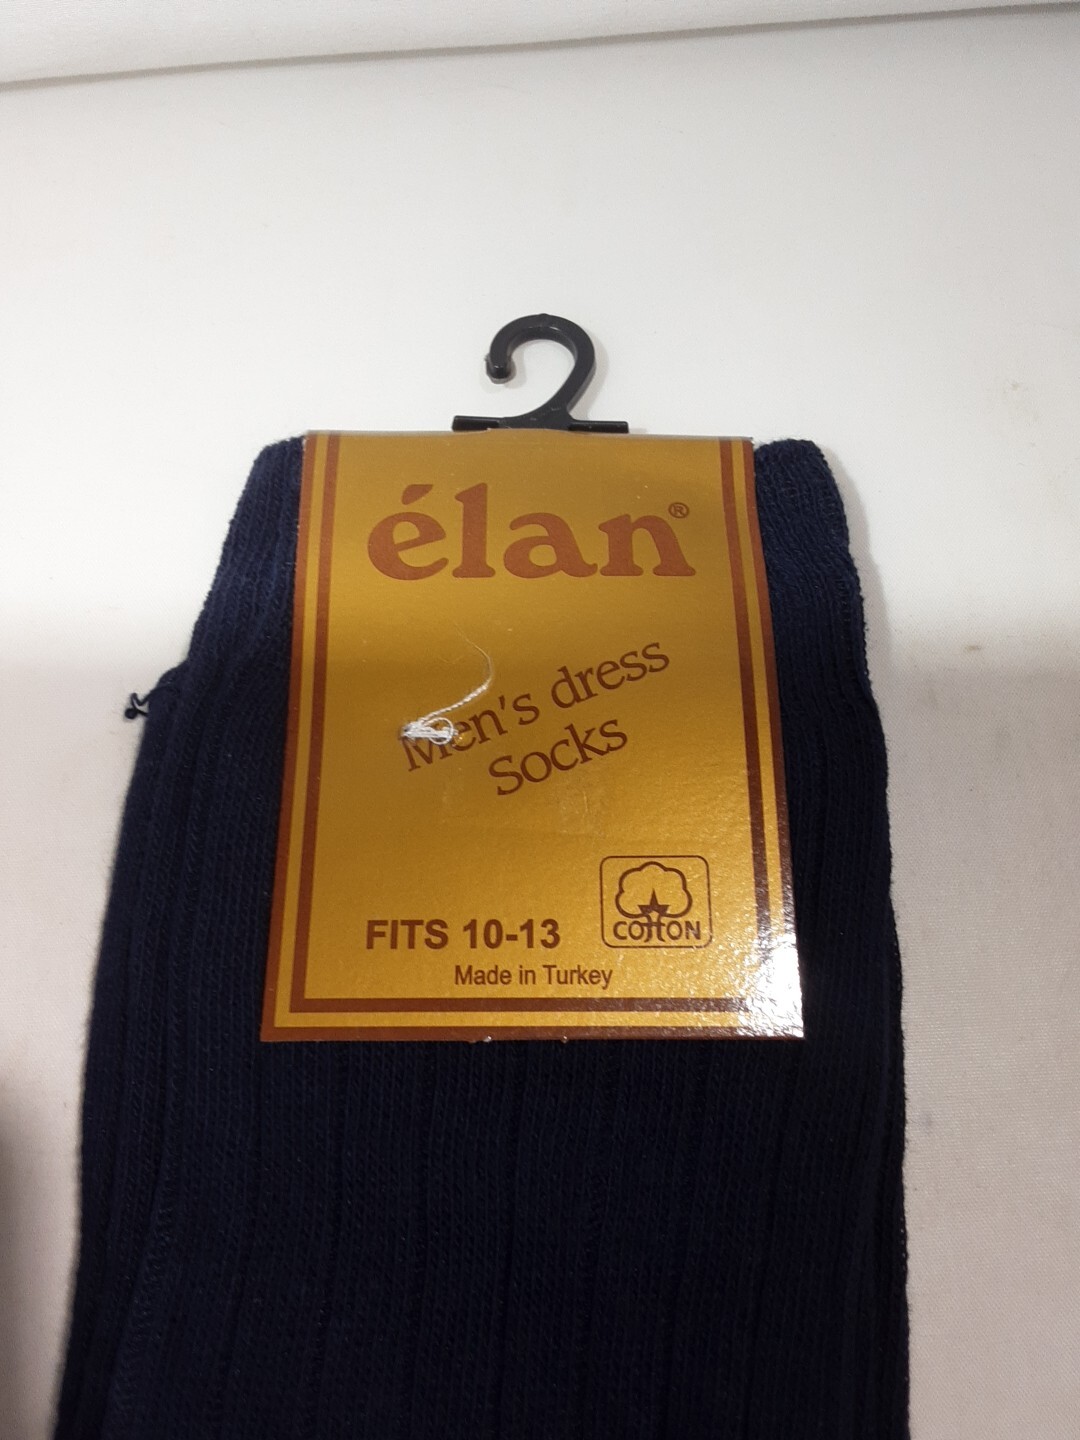 élan®
Men's dress
Socks
COTTON
FITS 10-13
Made in Turkey